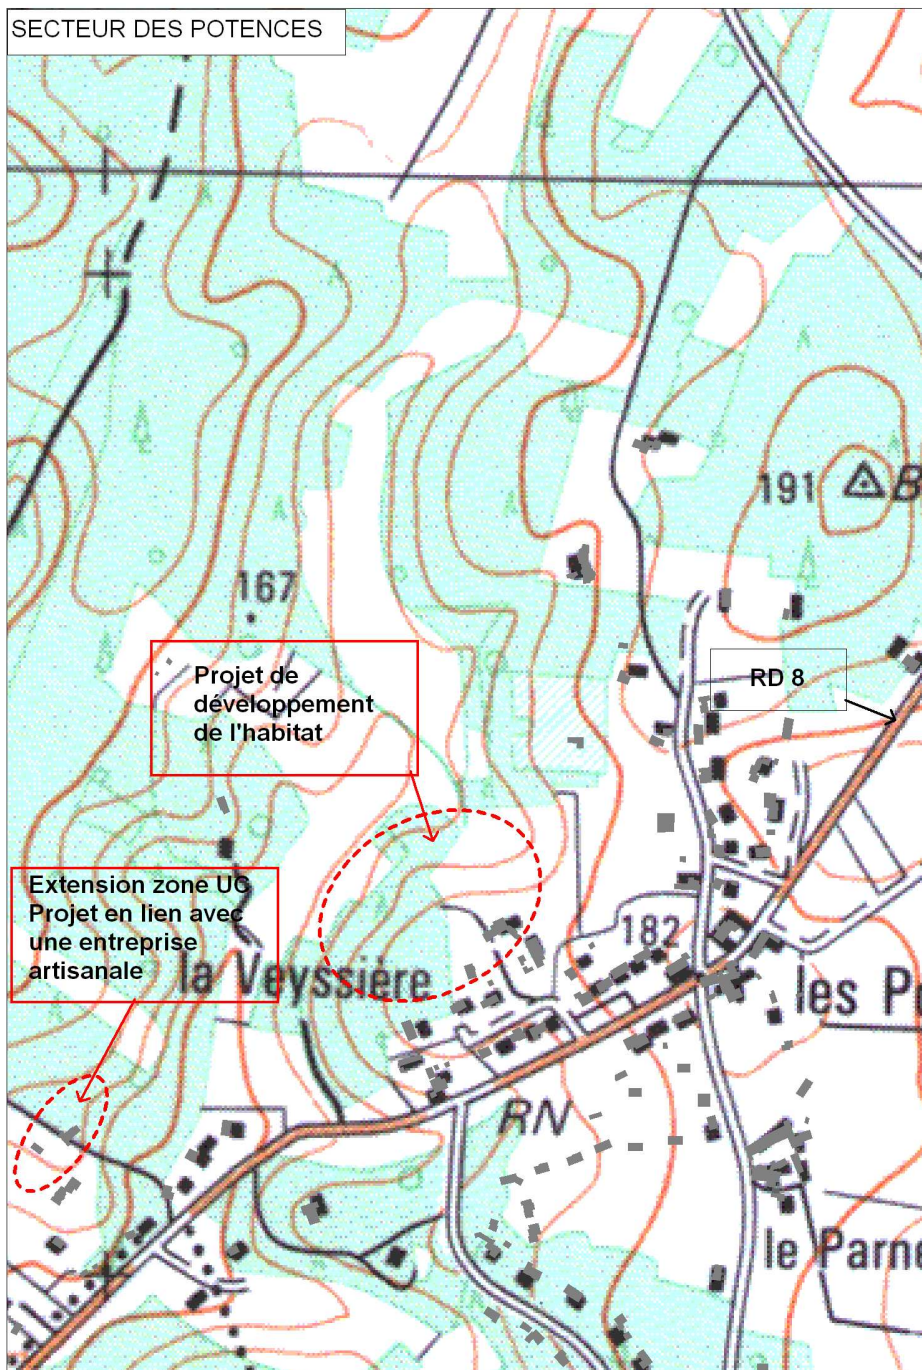 SECTEUR DES POTENCES
191
B
167
Projet de
développement
de l'habitat
RD 8
Extension zone UC
Projet en lien avec
une entreprise
artisanale
182
la Veyssière
les P
RN
le Parn